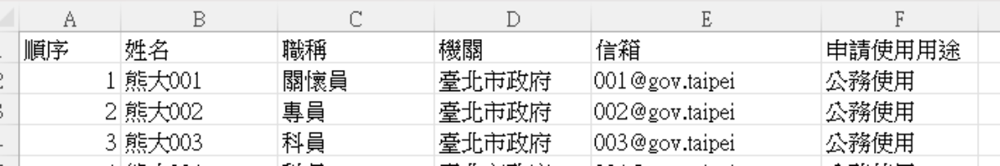 A B C D E F
順序 姓名 職稱 機關 信箱 申請使用用途
1 熊大001 關懷員 臺北市政府 001@gov.taipei 公務使用
2 熊大002 專員 臺北市政府 002@gov.taipei 公務使用
3 熊大003 科員 臺北市政府 003@gov.taipei 公務使用